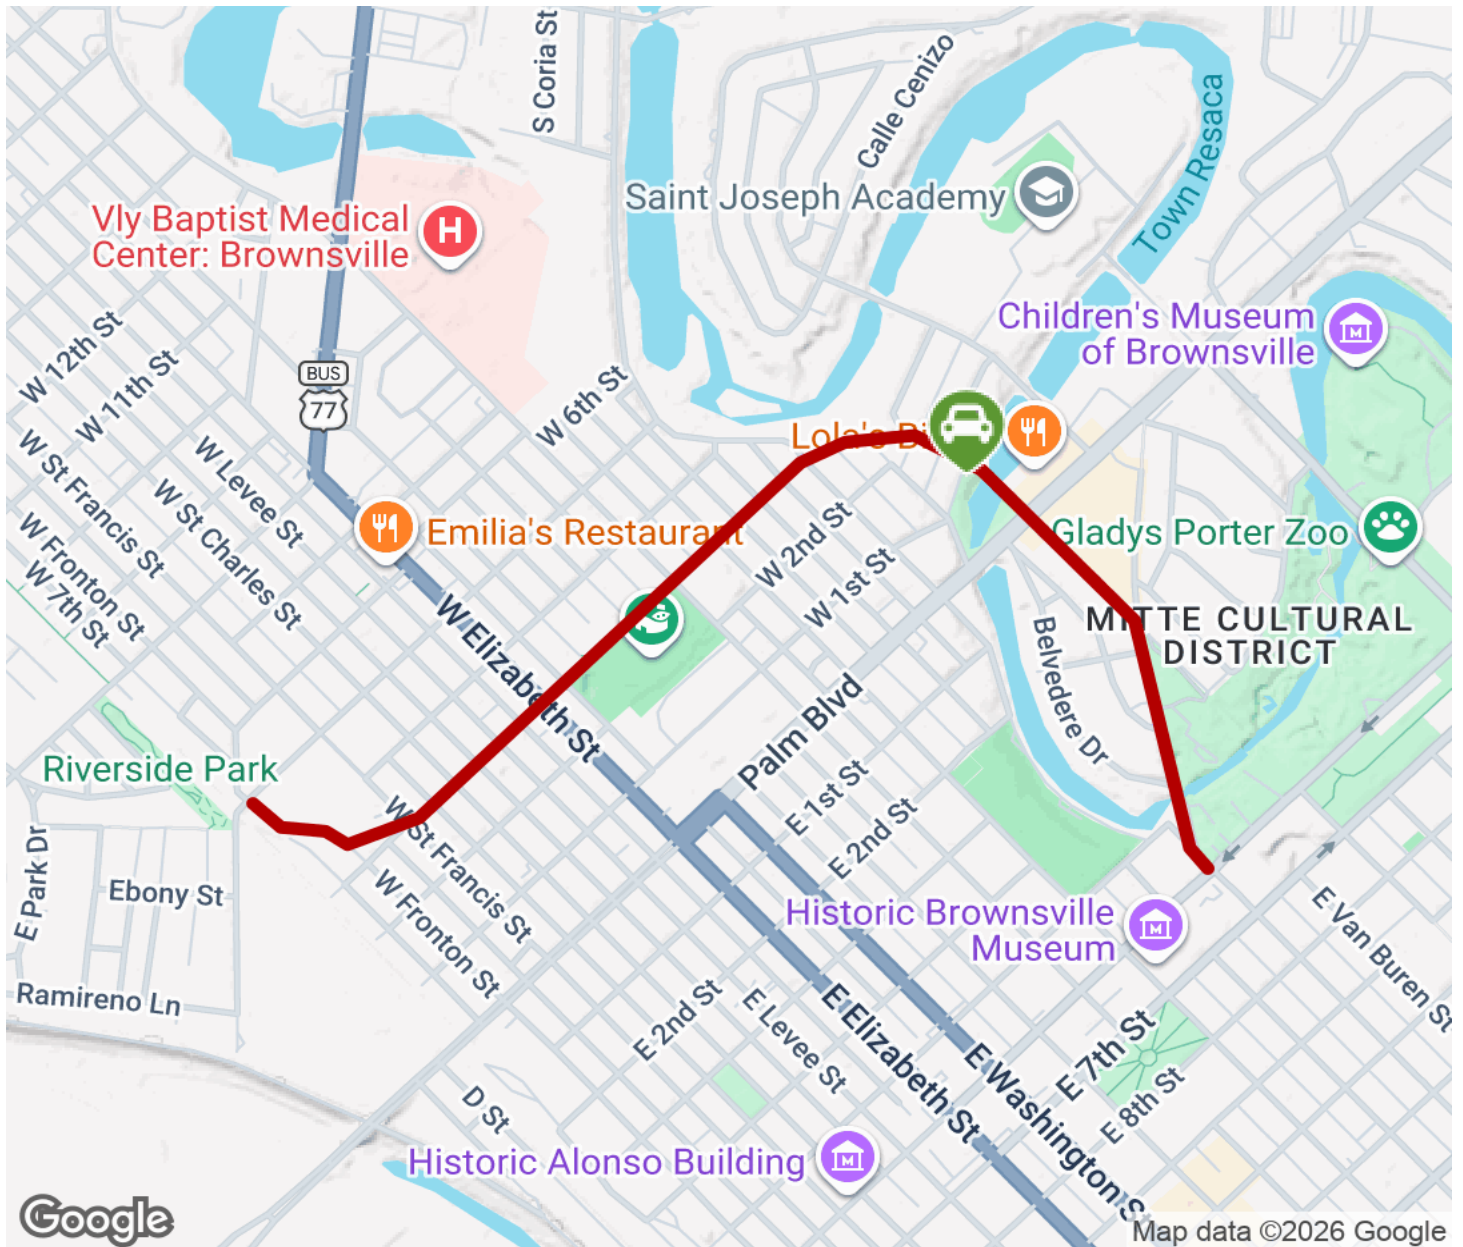 S Coria St
Calle Cenizo
Town Resaca
Saint Joseph Academy
Vly Baptist Medical
Center: Brownsville
H
Children's Museum
of Brownsville
M
W 12th St
W 11th St
BUS
77
W 6th St
Lola's Bi
W Levee St
W St Francis St
W St Charles St
Emilia's Restaurant
W 2nd St
W 1st St
Gladys Porter Zoo
W Fronton St
W 7th St
W Elizabeth St
MITTE CULTURAL
DISTRICT
Belvedere Dr
Palm Blvd
Riverside Park
E 1st St
E 2nd St
W St Francis St
E Park Dr
Ebony St
W Fronton St
Historic Brownsville
Museum
M
E Van Buren St
Ramireno Ln
E 2nd St
E Levee St
E Elizabeth St
E Washington St
E 7th St
E 8th St
D St
Historic Alonso Building
M
Google
Map data ©2026 Google